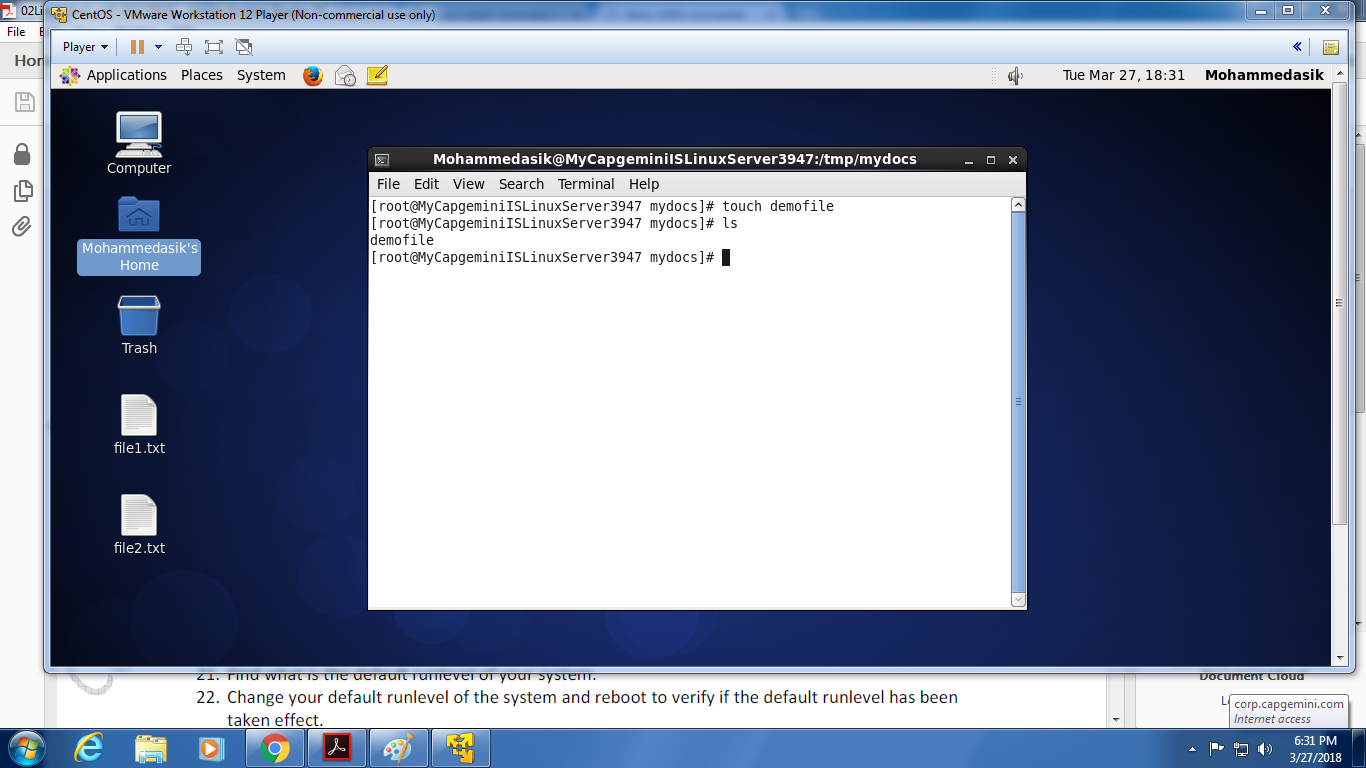 02Li
CentOS - VMware Workstation 12 Player (Non-commercial use only)
File
Player
Hom
Applications Places System
Tue Mar 27, 18:31 Mohammedasik
Computer
Mohammedasik's
Home
Trash
file1.txt
file2.txt
Mohammedasik@MyCapgeminiISLinuxServer3947:/tmp/mydocs
File Edit View Search Terminal Help
[root@MyCapgeminiISLinuxServer3947 mydocs]# touch demofile
[root@MyCapgeminiISLinuxServer3947 mydocs]# ls
demofile
[root@MyCapgeminiISLinuxServer3947 mydocs]#
21. Find what is the default runlevel of your system.
22. Change your default runlevel of the system and reboot to verify if the default runlevel has been
taken effect.
Document Cloud
corp.capgemini.com
Internet access
6:31 PM
3/27/2018